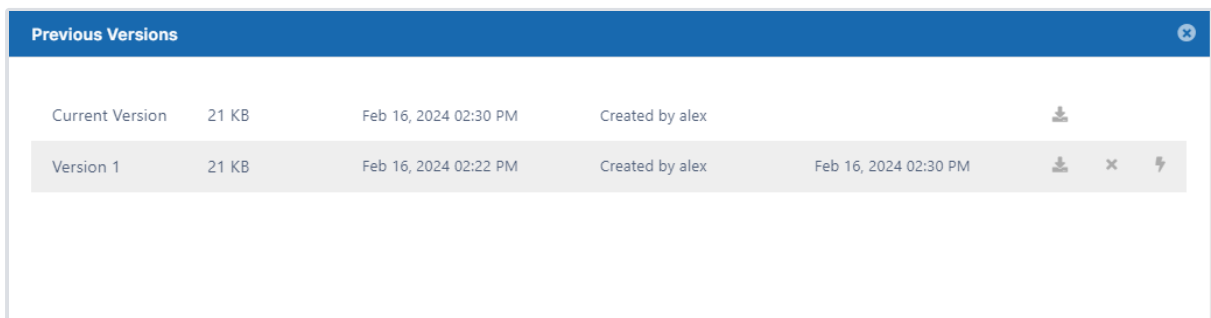 Previous Versions
Current Version 21 KB Feb 16, 2024 02:30 PM Created by alex
Version 1 21 KB Feb 16, 2024 02:22 PM Created by alex Feb 16, 2024 02:30 PM